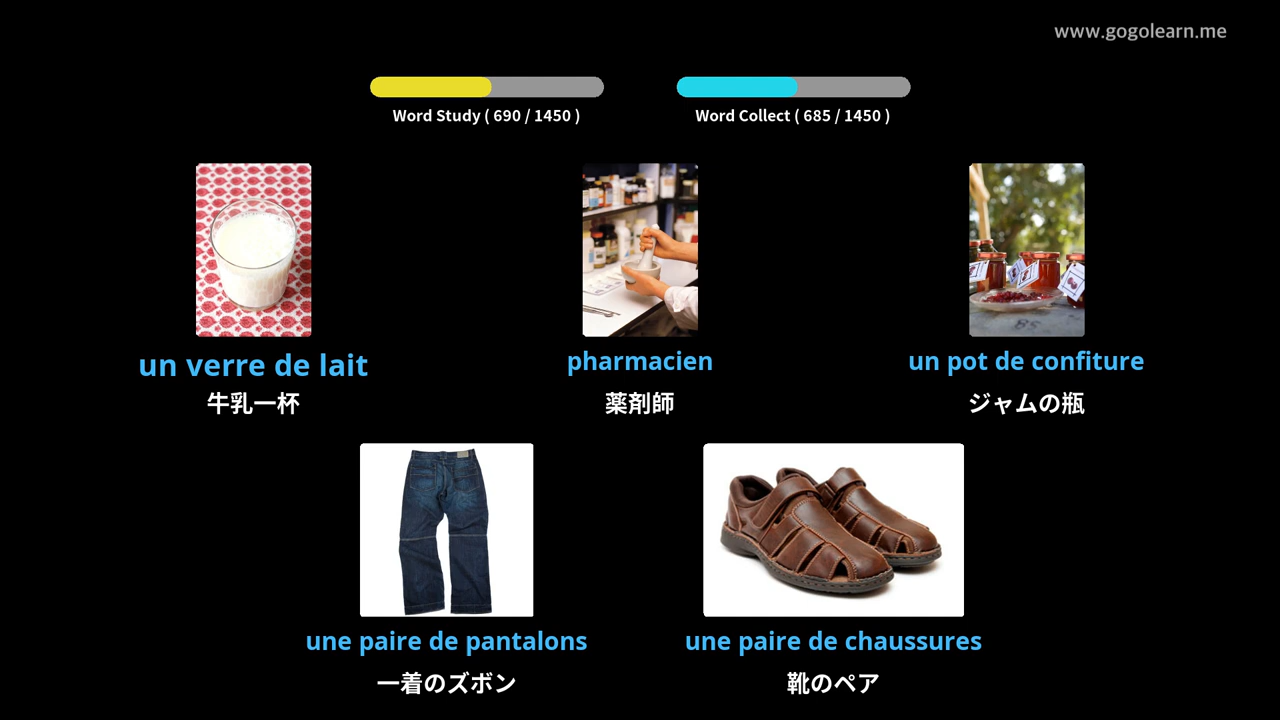 www.gogolearn.me
Word Study ( 690 / 1450 )
Word Collect ( 685 / 1450 )
un verre de lait
牛乳一杯
pharmacien
薬剤師
un pot de confiture
ジャムの瓶
une paire de pantalons
一着のズボン
une paire de chaussures
靴のペア